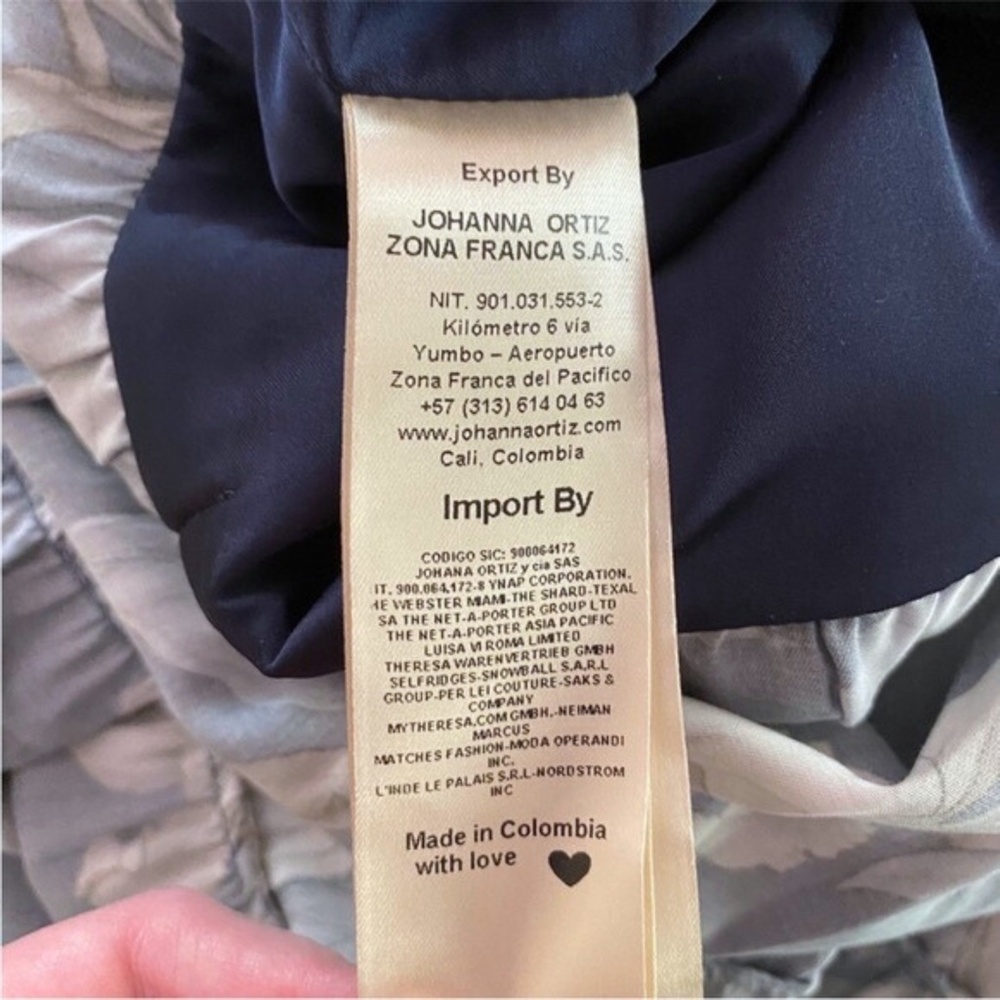 Export By
JOHANNA ORTIZ
ZONA FRANCA S.A.S.
NIT. 901.031.553-2
Kilómetro 6 vía
Yumbo – Aeropuerto
Zona Franca del Pacifico
+57 (313) 614 04 63
www.johannaortiz.com
Cali, Colombia
Import By
CODIGO SIC: 900064172
JOHANA ORTIZ y cia SAS
IT. 900.064.172-8 YNAP CORPORATION.
HE WEBSTER MIAMI-THE SHARD-TEXAL
SA THE NET-A-PORTER GROUP LTD
THE NET-A-PORTER ASIA PACIFIC
LUISA VI ROMA LIMITED
THERESA WARENVERTRIEB GMBH
SELFRIDGES-SNOWBALL S.A.R.L
GROUP-PER LEI COUTURE-SAKS &
COMPANY
MYTHERESA.COM GMBH.-NEIMAN
MARCUS
MATCHES FASHION-MODA OPERANDI
INC.
L'INDE LE PALAIS S.R.L-NORDSTROM
INC
Made in Colombia
with love